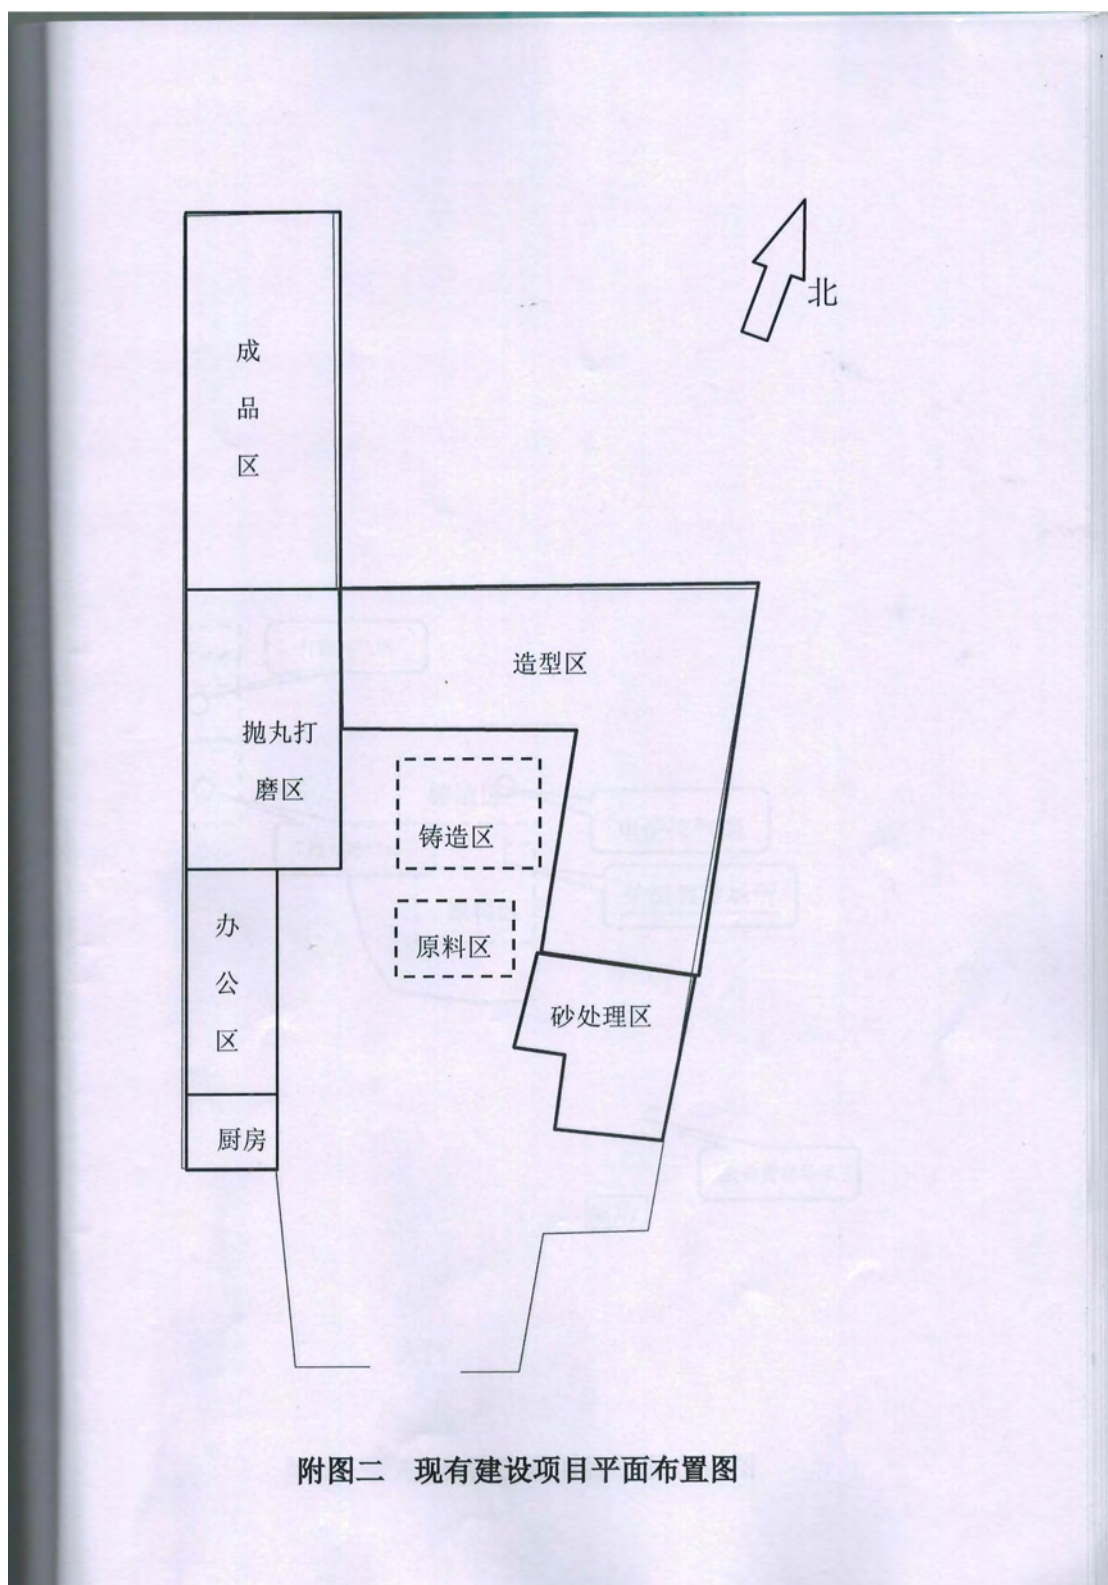 北
成
品
区
造型区
抛丸打
磨区
铸造区
办
公
区
原料区
砂处理区
厨房
附图二 现有建设项目平面布置图